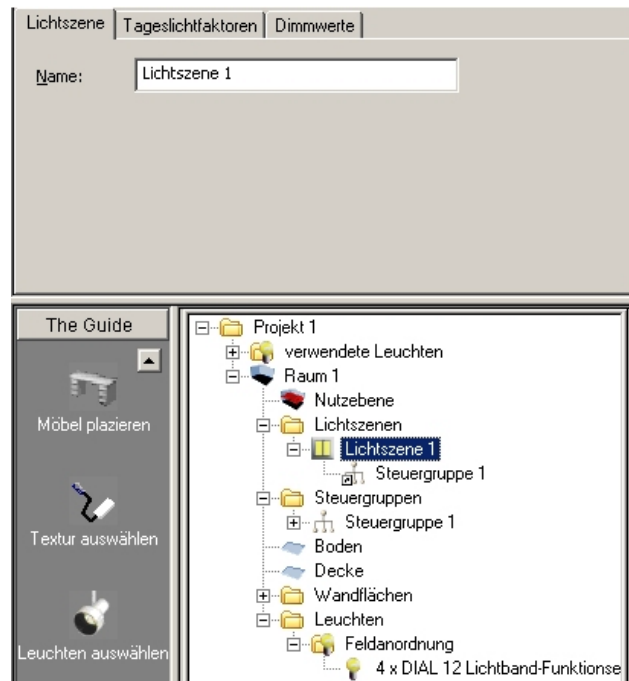 Lichtszene Tageslichtfaktoren Dimmwerte
Name: Lichtszene 1
The Guide
Möbel plazieren
Textur auswählen
Leuchten auswählen
Projekt 1
verwendete Leuchten
Raum 1
Nutzebene
Lichtszenen
Lichtszene 1
Steuergruppe 1
Steuergruppen
Steuergruppe 1
Boden
Decke
Wandflächen
Leuchten
Feldanordnung
4 x DIAL 12 Lichtband-Funktionse